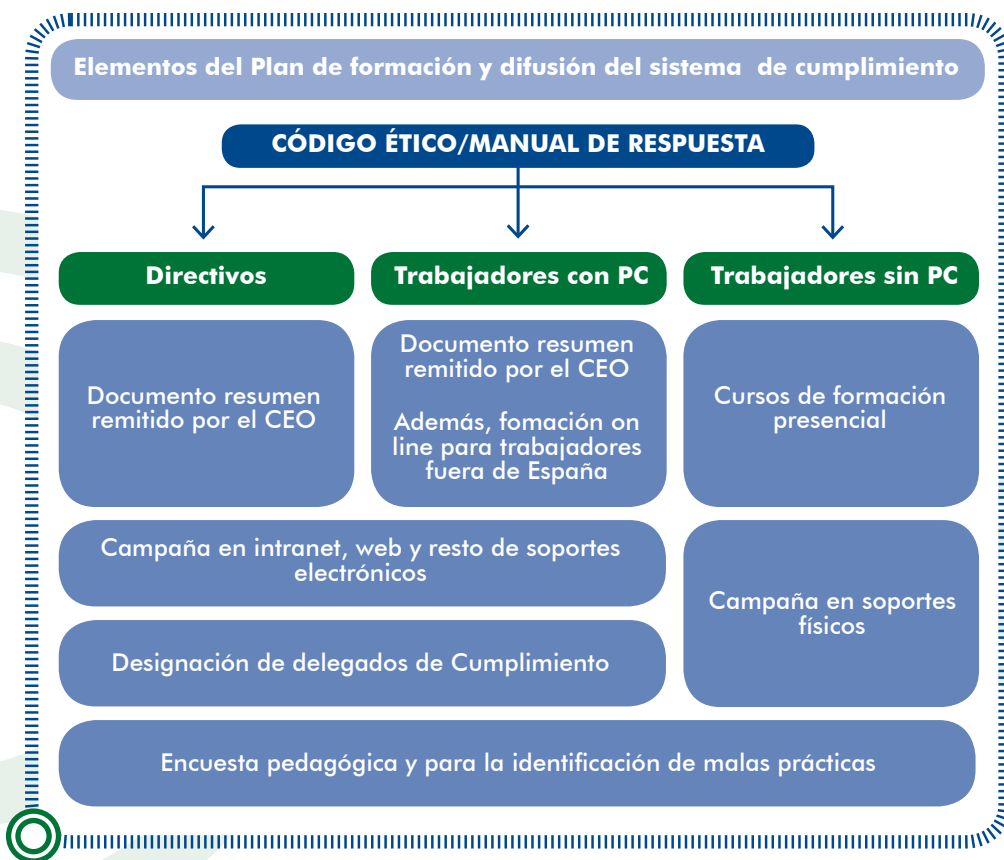 Elementos del Plan de formación y difusión del sistema de cumplimiento
CÓDIGO ÉTICO/MANUAL DE RESPUESTA
Directivos
Trabajadores con PC
Trabajadores sin PC
Documento resumen
remitido por el CEO
Documento resumen
remitido por el CEO
Además, fomación on
line para trabajadores
fuera de España
Cursos de formación
presencial
Campaña en intranet, web y resto de soportes
electrónicos
Designación de delegados de Cumplimiento
Campaña en soportes
físicos
Encuesta pedagógica y para la identificación de malas prácticas